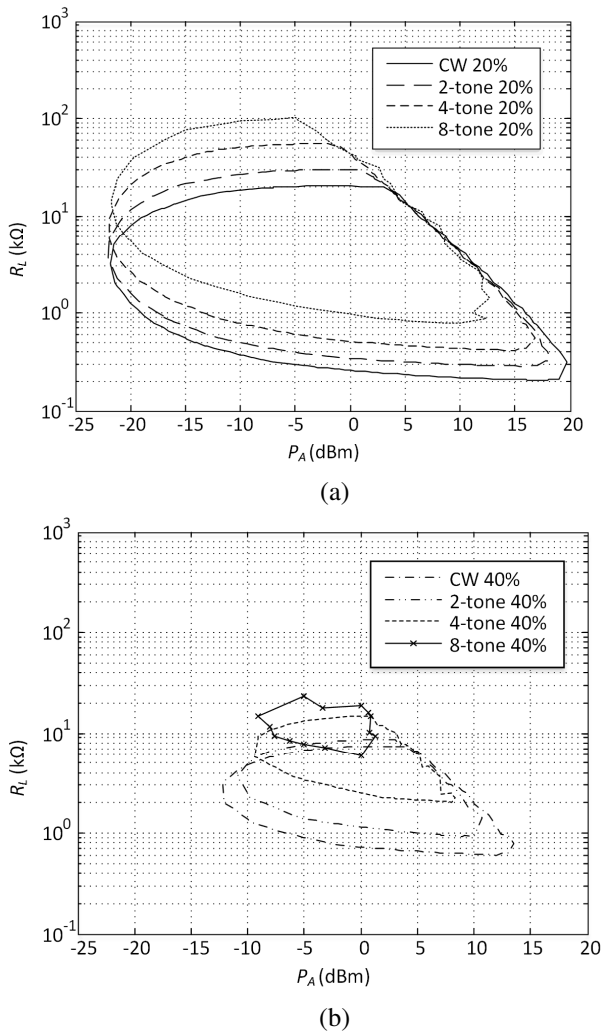 10^3
10^2
10^1
10^0
10^-1
R_L (kΩ)
CW 20%
2-tone 20%
4-tone 20%
8-tone 20%
-25 -20 -15 -10 -5 0 5 10 15 20
P_A (dBm)
(a)
10^3
10^2
10^1
10^0
10^-1
R_L (kΩ)
CW 40%
2-tone 40%
4-tone 40%
8-tone 40%
-25 -20 -15 -10 -5 0 5 10 15 20
P_A (dBm)
(b)